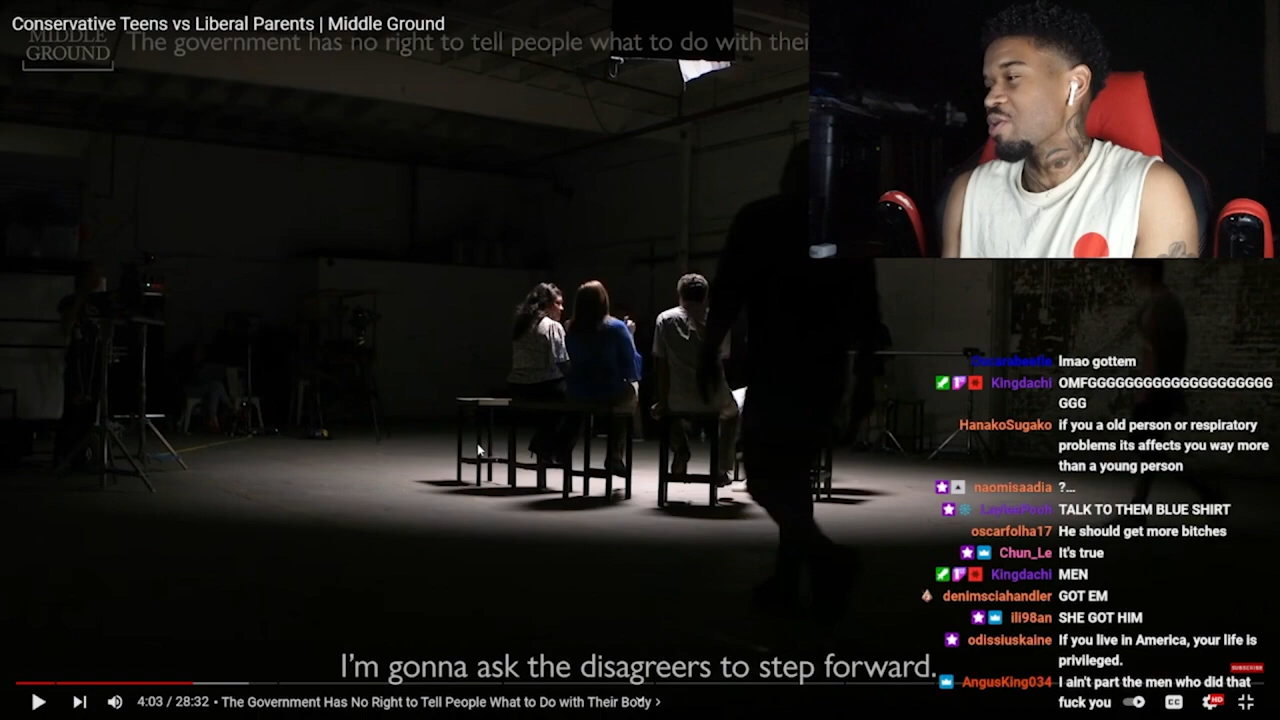 Conservative Teens vs Liberal Parents | Middle Ground
MIDDLE
GROUND
The government has no right to tell people what to do with thei
lmao gottem
Kingdachi OMFGGGGGGGGGGGGGGGGGGGG
GGG
HanakoSugako if you a old person or respiratory
problems its affects you way more
than a young person
naomisaadia ?...
TALK TO THEM BLUE SHIRT
oscarfolha17 He should get more bitches
Chun_Le It's true
Kingdachi MEN
denimsciahandler GOT EM
ili98an SHE GOT HIM
odissiuskaine If you live in America, your life is
privileged.
SUBSCRIBE
AngusKing034 I ain't part the men who did that
fuck you
I'm gonna ask the disagreers to step forward.
4:03 / 28:32 • The Government Has No Right to Tell People What to Do with Their Body >
CC
HD